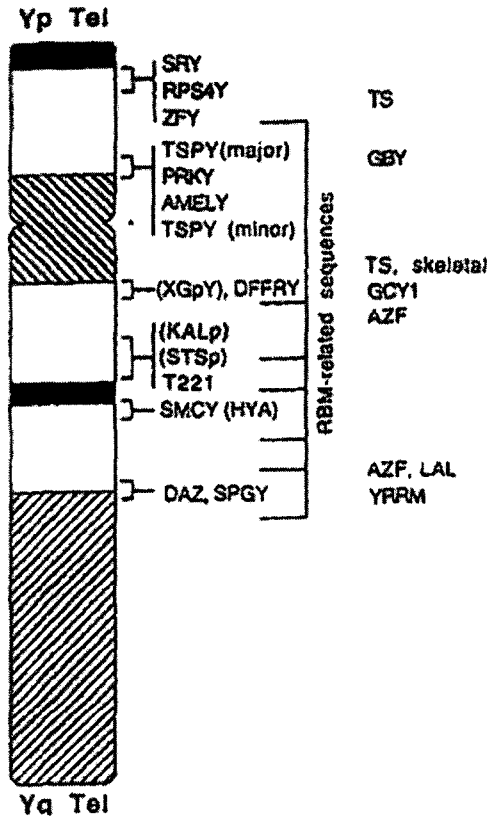 Yp Tel
SRY
RPS4Y
ZFY
TS
TSPY (major)
PRKY
AMELY
TSPY (minor)
GBY
RBM-related sequences
(XGpY), DFFRY
TS, skeletal
GCY1
AZF
(KALp)
(STSp)
T221
SMCY (HYA)
DAZ, SPGY
AZF, LAL
YRRM
Yq Tel